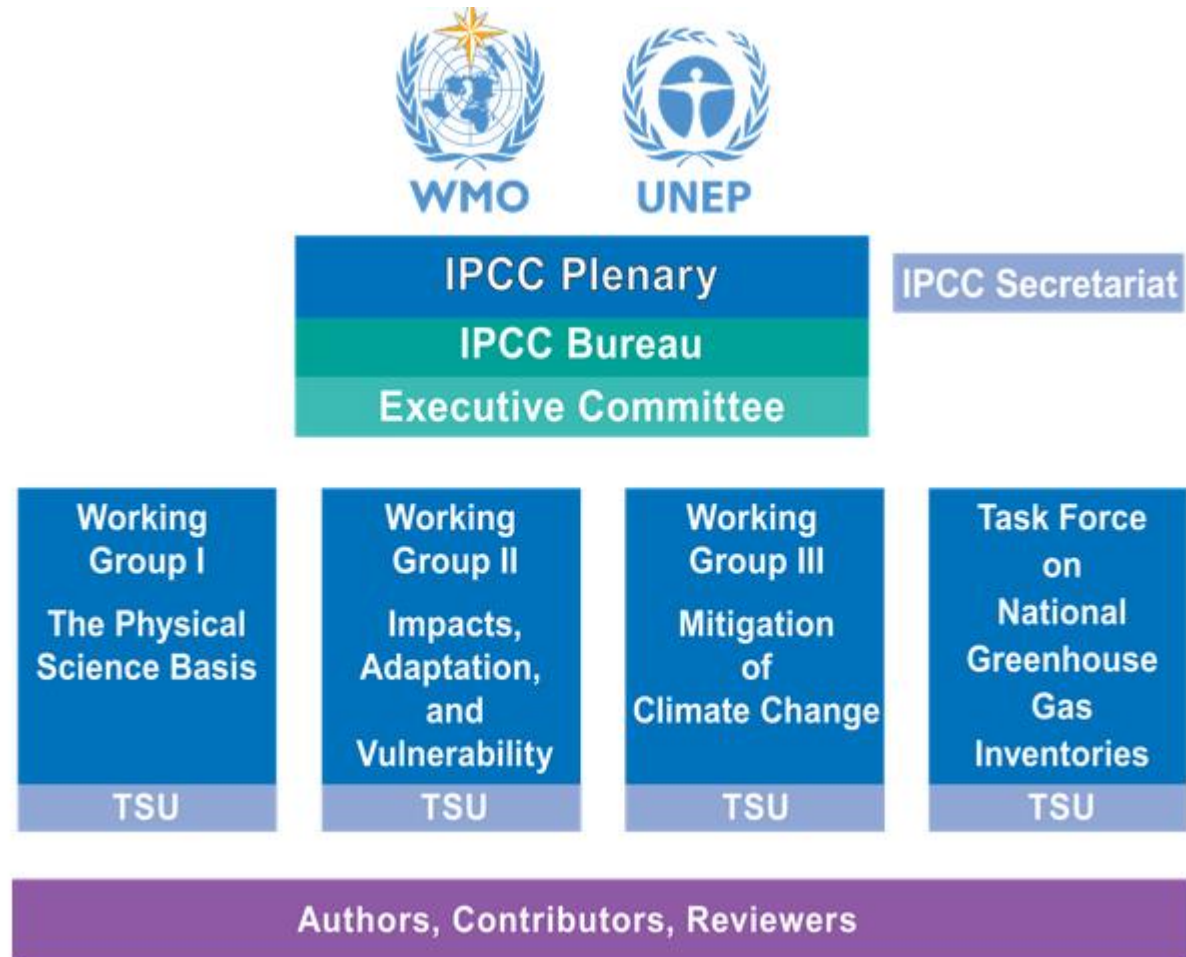 WMO
UNEP
IPCC Plenary
IPCC Secretariat
IPCC Bureau
Executive Committee
Working
Group I
The Physical
Science Basis
TSU
Working
Group II
Impacts,
Adaptation,
and
Vulnerability
TSU
Working
Group III
Mitigation
of
Climate Change
TSU
Task Force
on
National
Greenhouse
Gas
Inventories
TSU
Authors, Contributors, Reviewers